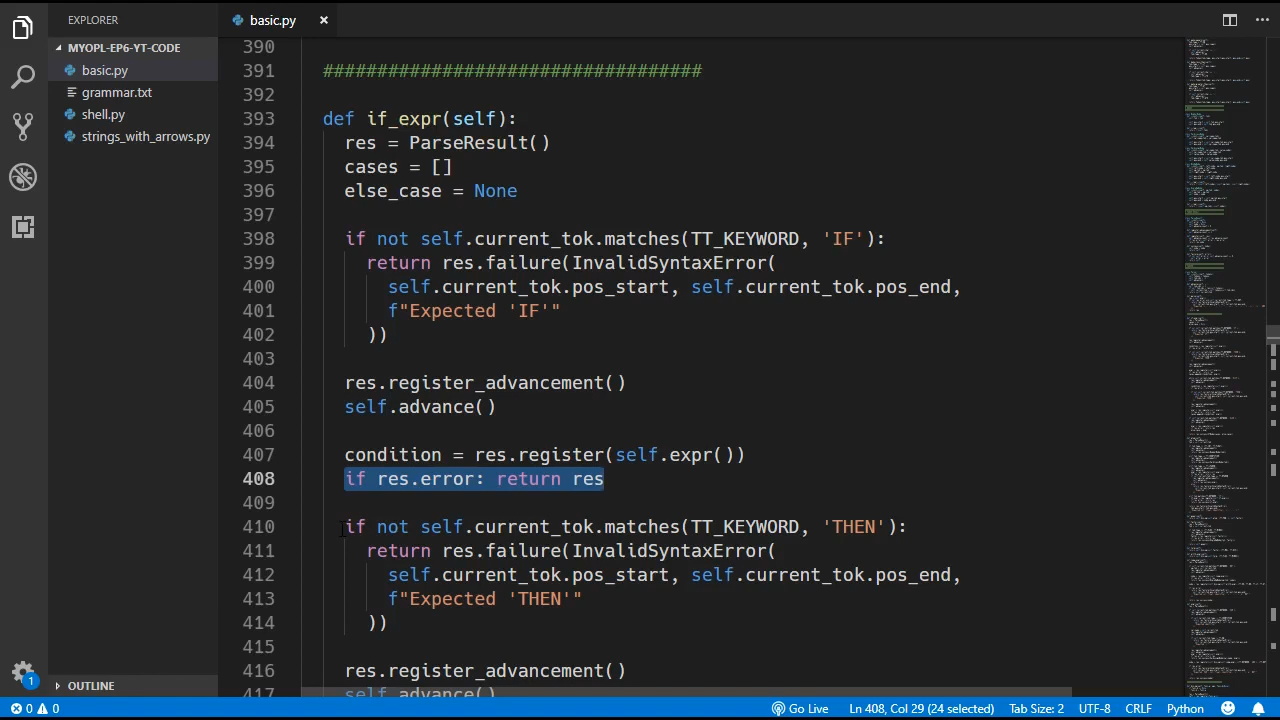 EXPLORER
MYOPL-EP6-YT-CODE
basic.py
grammar.txt
shell.py
strings_with_arrows.py
OUTLINE
1
basic.py ×
390
391 ###################################
392
393 def if_expr(self):
394 res = ParseResult()
395 cases = []
396 else_case = None
397
398 if not self.current_tok.matches(TT_KEYWORD, 'IF'):
399 return res.failure(InvalidSyntaxError(
400 self.current_tok.pos_start, self.current_tok.pos_end,
401 f"Expected 'IF'"
402 ))
403
404 res.register_advancement()
405 self.advance()
406
407 condition = res.register(self.expr())
408 if res.error: return res
409
410 if not self.current_tok.matches(TT_KEYWORD, 'THEN'):
411 return res.failure(InvalidSyntaxError(
412 self.current_tok.pos_start, self.current_tok.pos_end,
413 f"Expected 'THEN'"
414 ))
415
416 res.register_advancement()
417 self.advance()
0 0 Go Live Ln 408, Col 29 (24 selected) Tab Size: 2 UTF-8 CRLF Python